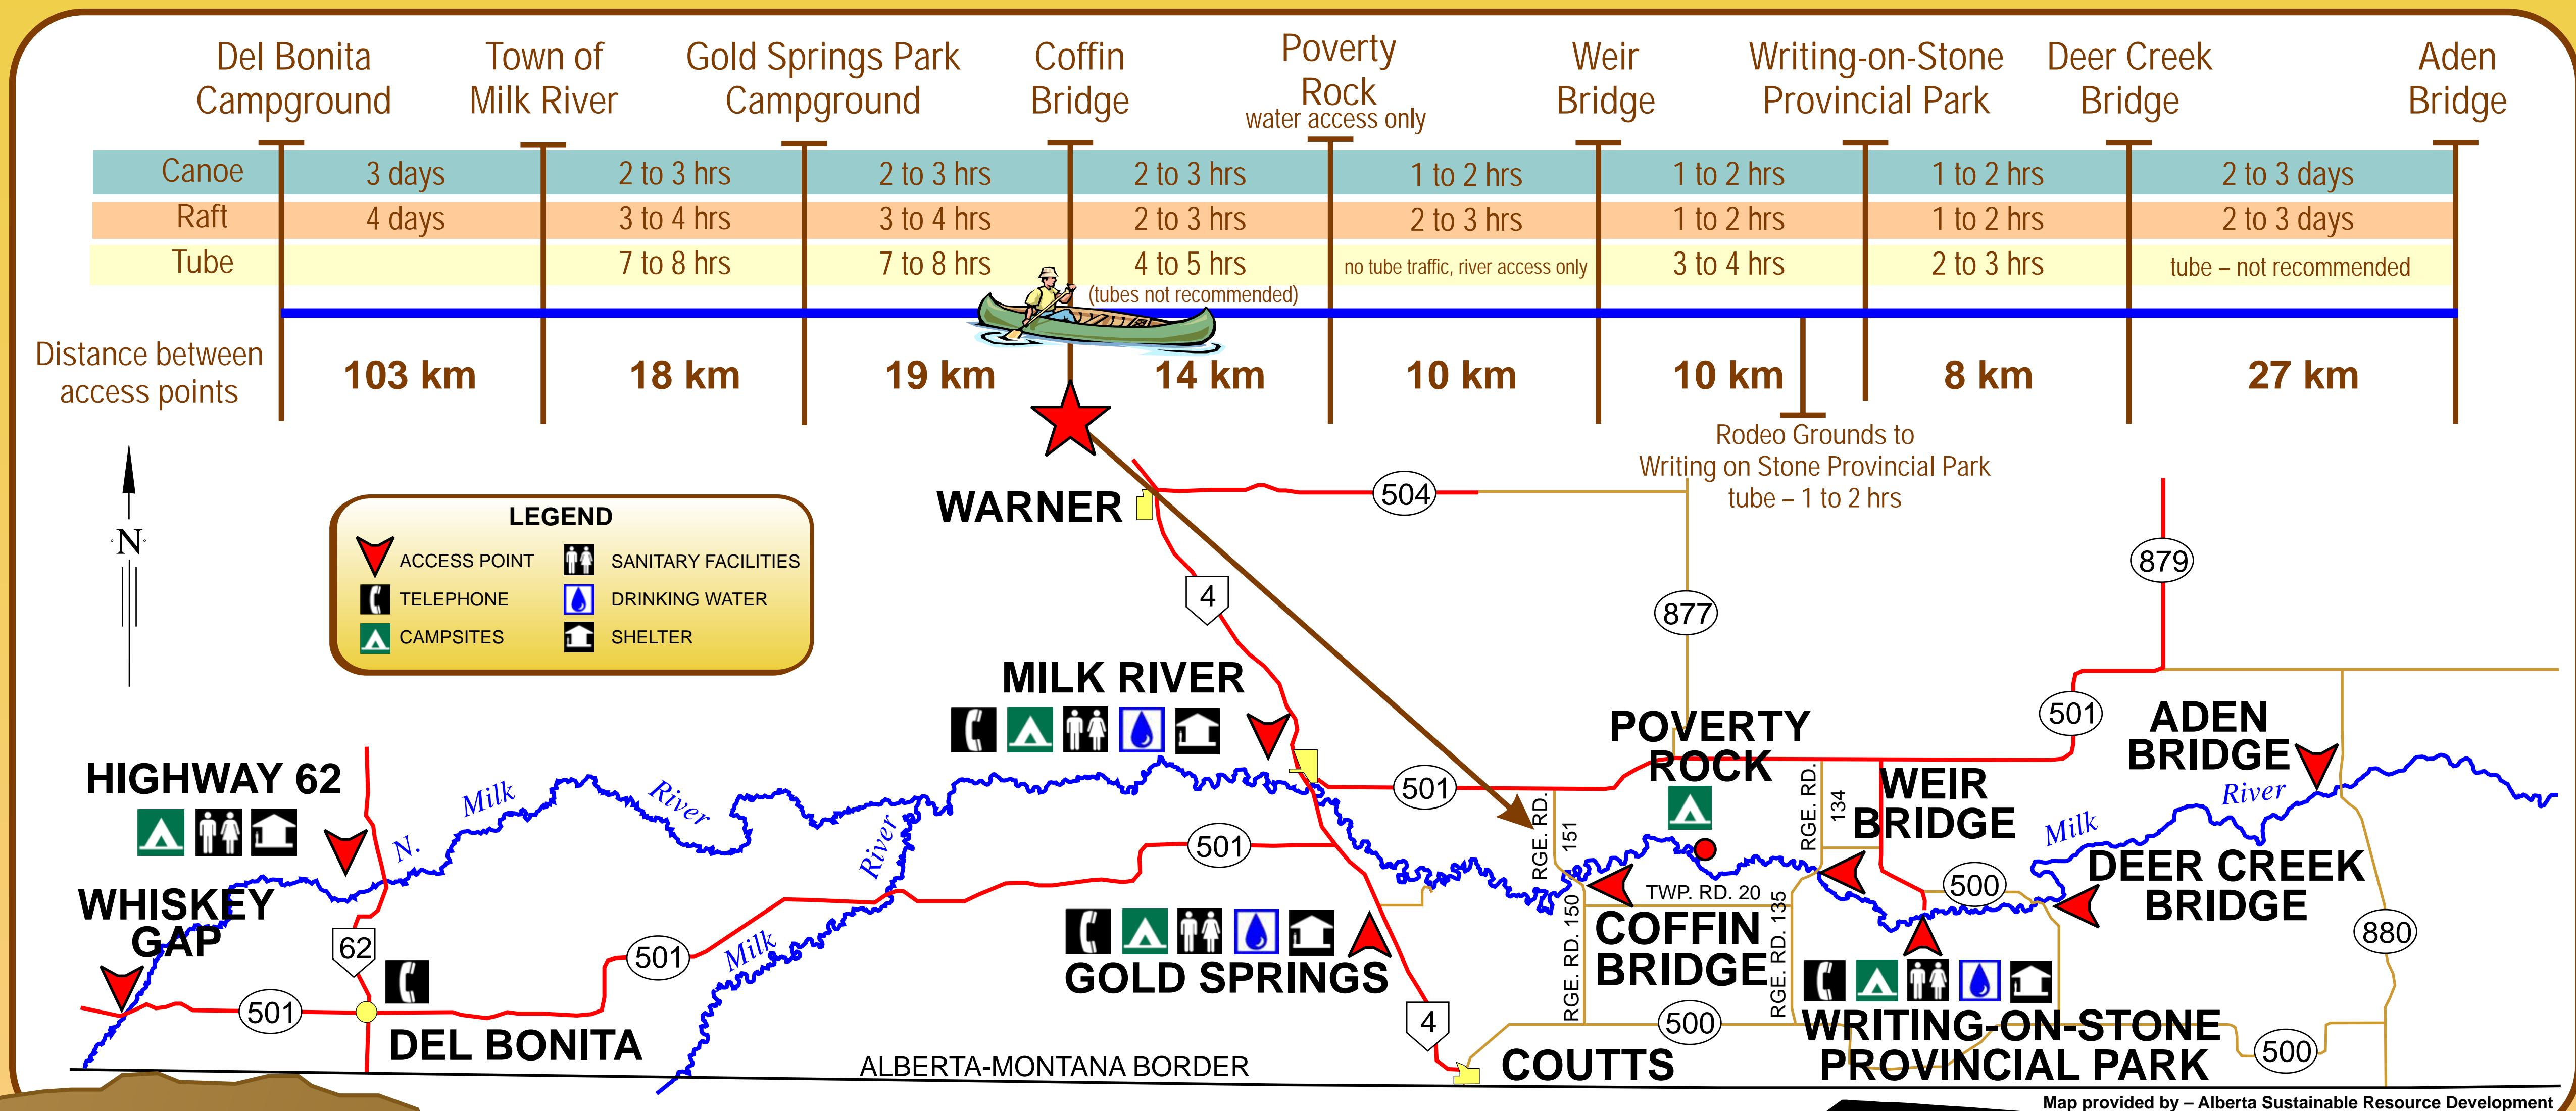 Del Bonita
Campground
Town of
Milk River
Gold Springs Park
Campground
Coffin
Bridge
Poverty
Rock
water access only
Weir
Bridge
Writing-on-Stone
Provincial Park
Deer Creek
Bridge
Aden
Bridge
Canoe 3 days 2 to 3 hrs 2 to 3 hrs 2 to 3 hrs 1 to 2 hrs 1 to 2 hrs 1 to 2 hrs 2 to 3 days
Raft 4 days 3 to 4 hrs 3 to 4 hrs 2 to 3 hrs 2 to 3 hrs 1 to 2 hrs 1 to 2 hrs 2 to 3 days
Tube 7 to 8 hrs 7 to 8 hrs 4 to 5 hrs no tube traffic, river access only 3 to 4 hrs 2 to 3 hrs tube – not recommended
(tubes not recommended)
Distance between
access points
103 km 18 km 19 km 14 km 10 km 10 km 8 km 27 km
Rodeo Grounds to
Writing on Stone Provincial Park
tube – 1 to 2 hrs
N
LEGEND
ACCESS POINT
SANITARY FACILITIES
TELEPHONE
DRINKING WATER
CAMPSITES
SHELTER
WARNER
504
4
877
879
MILK RIVER
POVERTY
ROCK
501
ADEN
BRIDGE
HIGHWAY 62
N.
Milk
River
501
RGE. RD.
151
RGE. RD.
134
WEIR
BRIDGE
Milk
River
WHISKEY
GAP
River
Milk
501
TWP. RD. 20
500
DEER CREEK
BRIDGE
62
501
GOLD SPRINGS
RGE. RD. 150
COFFIN
BRIDGE
RGE. RD. 135
880
501
DEL BONITA
4
500
WRITING-ON-STONE
PROVINCIAL PARK
500
ALBERTA-MONTANA BORDER
COUTTS
Map provided by – Alberta Sustainable Resource Development